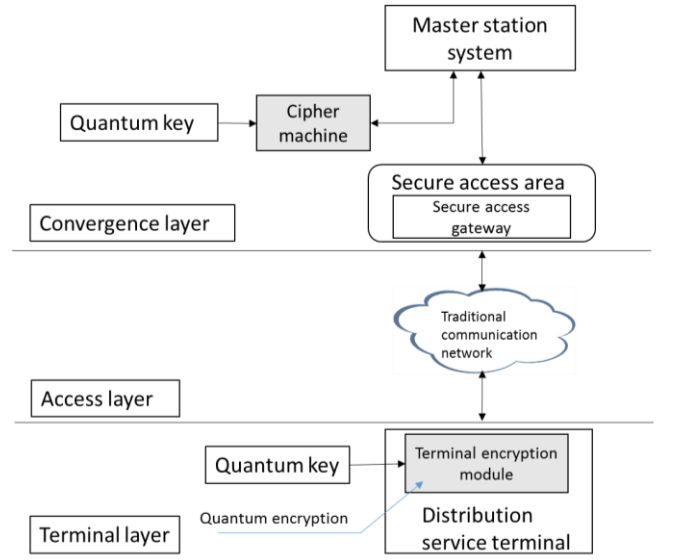 Master station
system
Quantum key
Cipher
machine
Secure access area
Secure access
gateway
Convergence layer
Traditional
communication
network
Access layer
Terminal encryption
module
Quantum key
Quantum encryption
Distribution
service terminal
Terminal layer